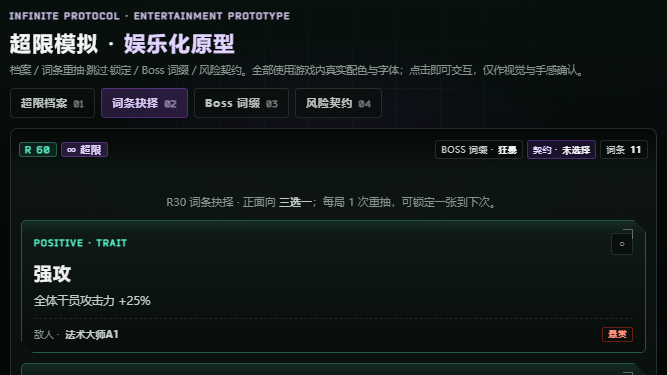 INFINITE PROTOCOL · ENTERTAINMENT PROTOTYPE
超限模拟 · 娱乐化原型
档案 / 词条重抽·跳过·锁定 / Boss 词缀 / 风险契约。全部使用游戏内真实配色与字体；点击即可交互，仅作视觉与手感确认。
超限档案 01 词条抉择 02 Boss 词缀 03 风险契约 04
R 60 ∞ 超限 BOSS 词缀 · 狂暴 契约 · 未选择 词条 11
R30 词条抉择 · 正面向 三选一；每局 1 次重抽，可锁定一张到下次。
POSITIVE · TRAIT
强攻
全体干员攻击力 +25%
敌人 · 法术大师A1 悬赏